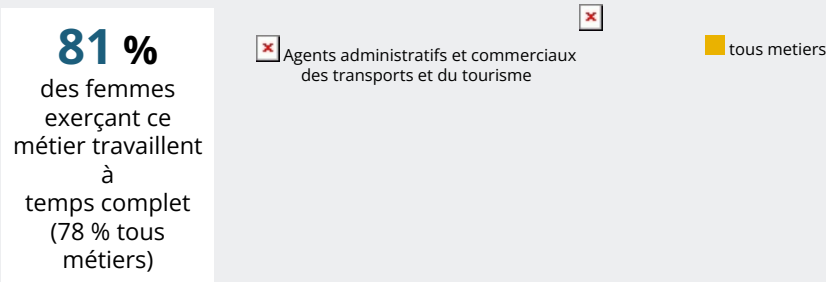 81 %
des femmes
exerçant ce
métier travaillent
à
temps complet
(78 % tous
métiers)
Agents administratifs et commerciaux
des transports et du tourisme
tous metiers